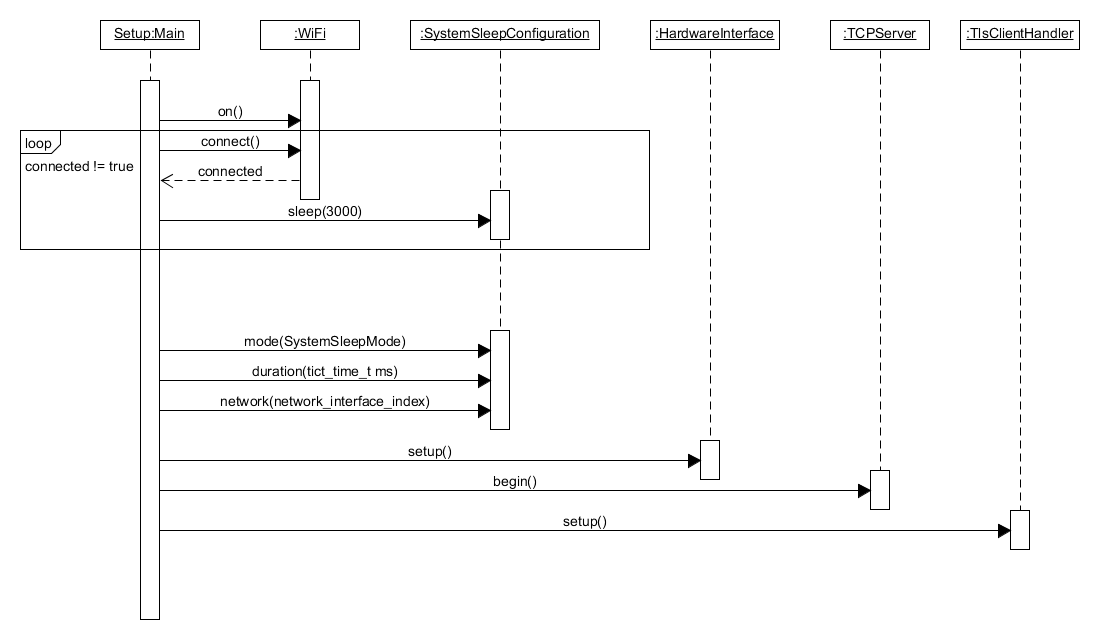 Setup:Main
:WiFi
:SystemSleepConfiguration
:HardwareInterface
:TCPServer
:TlsClientHandler
on()
loop
connect()
connected != true
connected
sleep(3000)
mode(SystemSleepMode)
duration(tict_time_t ms)
network(network_interface_index)
setup()
begin()
setup()